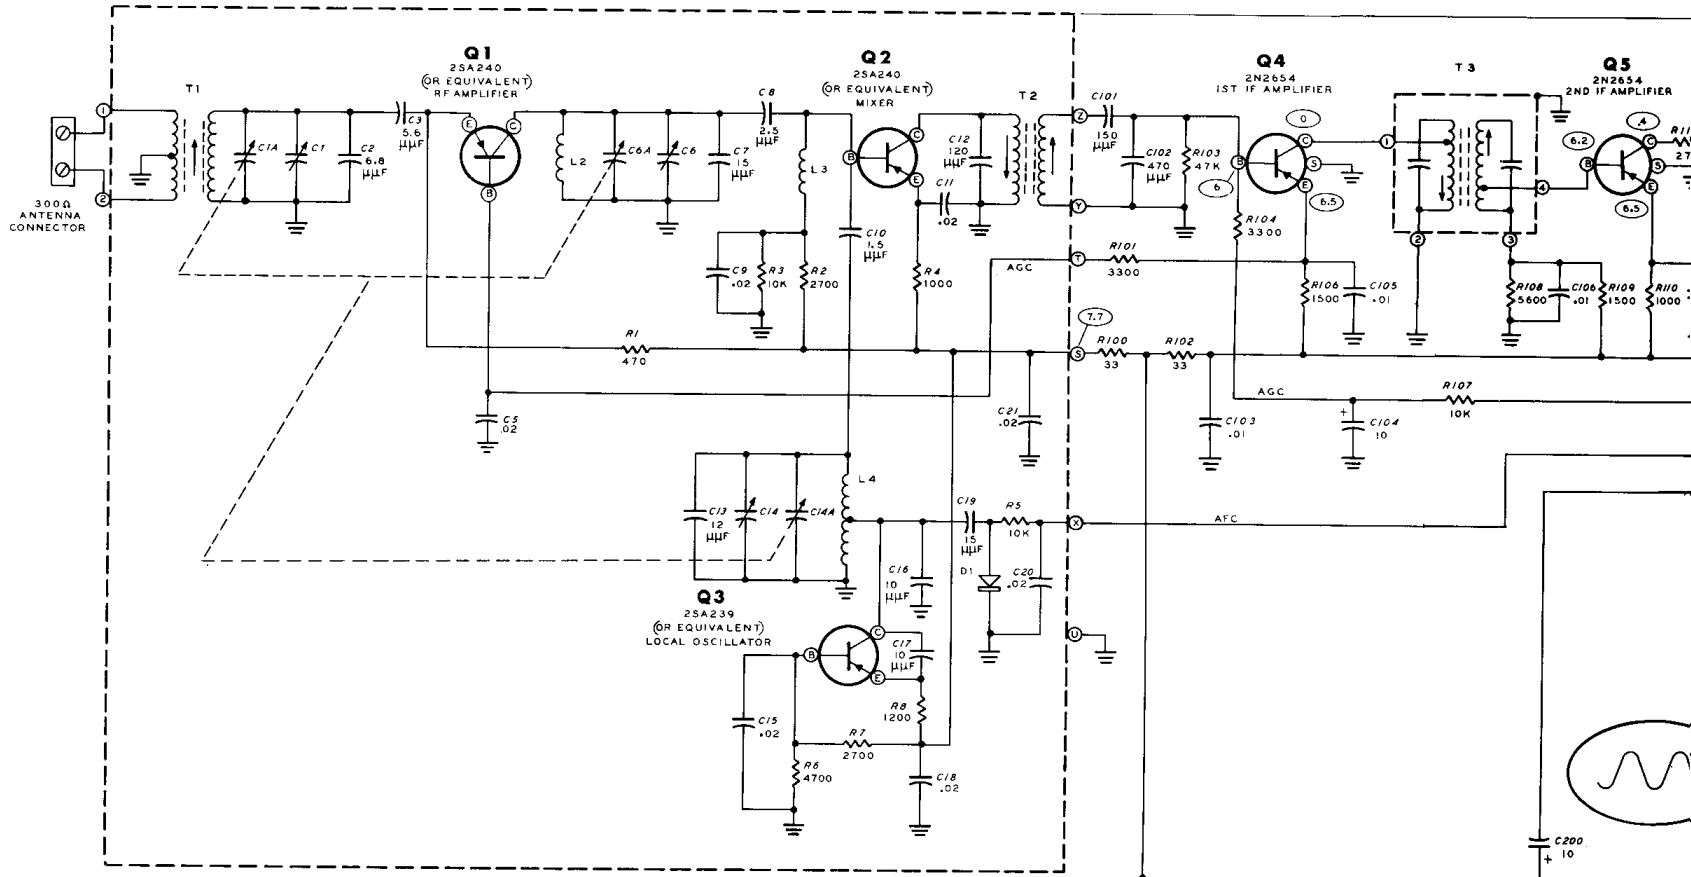 Q1
2SA240
(OR EQUIVALENT)
RF AMPLIFIER
Q2
2SA240
(OR EQUIVALENT)
MIXER
Q4
2N2654
1ST IF AMPLIFIER
T3
Q5
2N2654
2ND IF AMPLIFIER
T1
T2
1
2
300Ω
ANTENNA
CONNECTOR
C1A
C1
C2
6.8
µµF
C3
5.6
µµF
E
C
B
L2
C6A
C6
C7
15
µµF
C8
2.5
µµF
L3
B
C
E
C12
120
µµF
C11
.02
C10
1.5
µµF
Z
Y
C101
150
µµF
C102
470
µµF
R103
47K
B
6
C
0
S
E
6.5
R104
3300
1
2
3
4
6.2
B
.4
C
S
E
6.5
R11
27
C9
.02
R3
10K
R2
2700
R4
1000
AGC
T
R101
3300
R106
1500
C105
.01
R108
5600
C106
.01
R109
1500
R110
1000
R1
470
7.7
S
R100
33
R102
33
C5
.02
C21
.02
C103
.01
AGC
C104
+
10
R107
10K
L4
C13
12
µµF
C14
C14A
C19
15
µµF
R5
10K
X
AFC
D1
C20
.02
C16
10
µµF
U
Q3
2SA239
(OR EQUIVALENT)
LOCAL OSCILLATOR
B
C
E
C17
10
µµF
R8
1200
C15
.02
R7
2700
R6
4700
C18
.02
C200
10
+